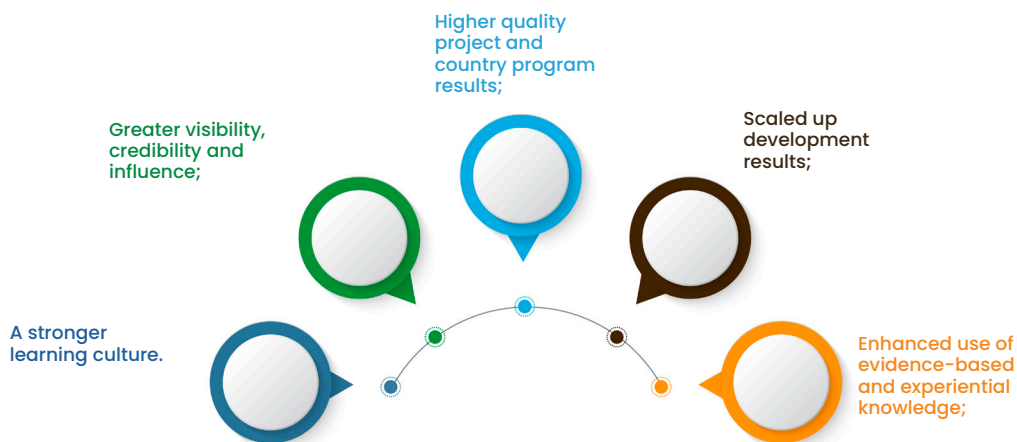 Higher quality
project and
country program
results;
Greater visibility,
credibility and
influence;
Scaled up
development
results;
A stronger
learning culture.
Enhanced use of
evidence-based
and experiential
knowledge;